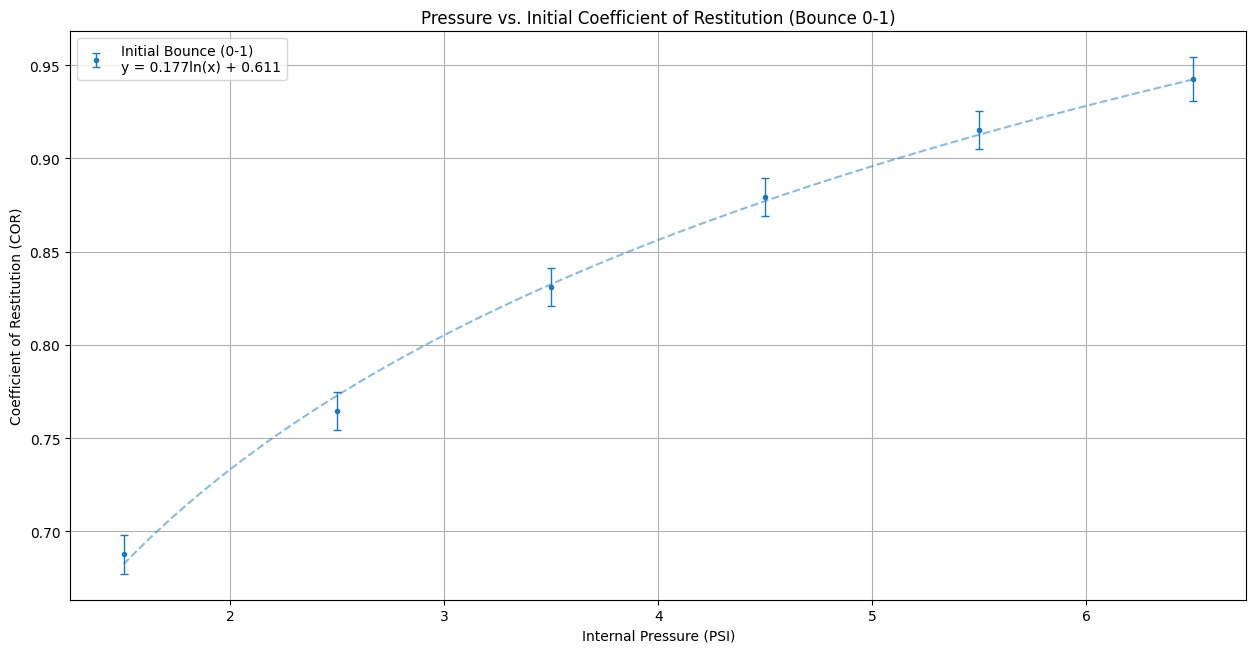 Pressure vs. Initial Coefficient of Restitution (Bounce 0-1)
Initial Bounce (0-1)
y = 0.177ln(x) + 0.611
Coefficient of Restitution (COR)
0.95
0.90
0.85
0.80
0.75
0.70
2 3 4 5 6
Internal Pressure (PSI)